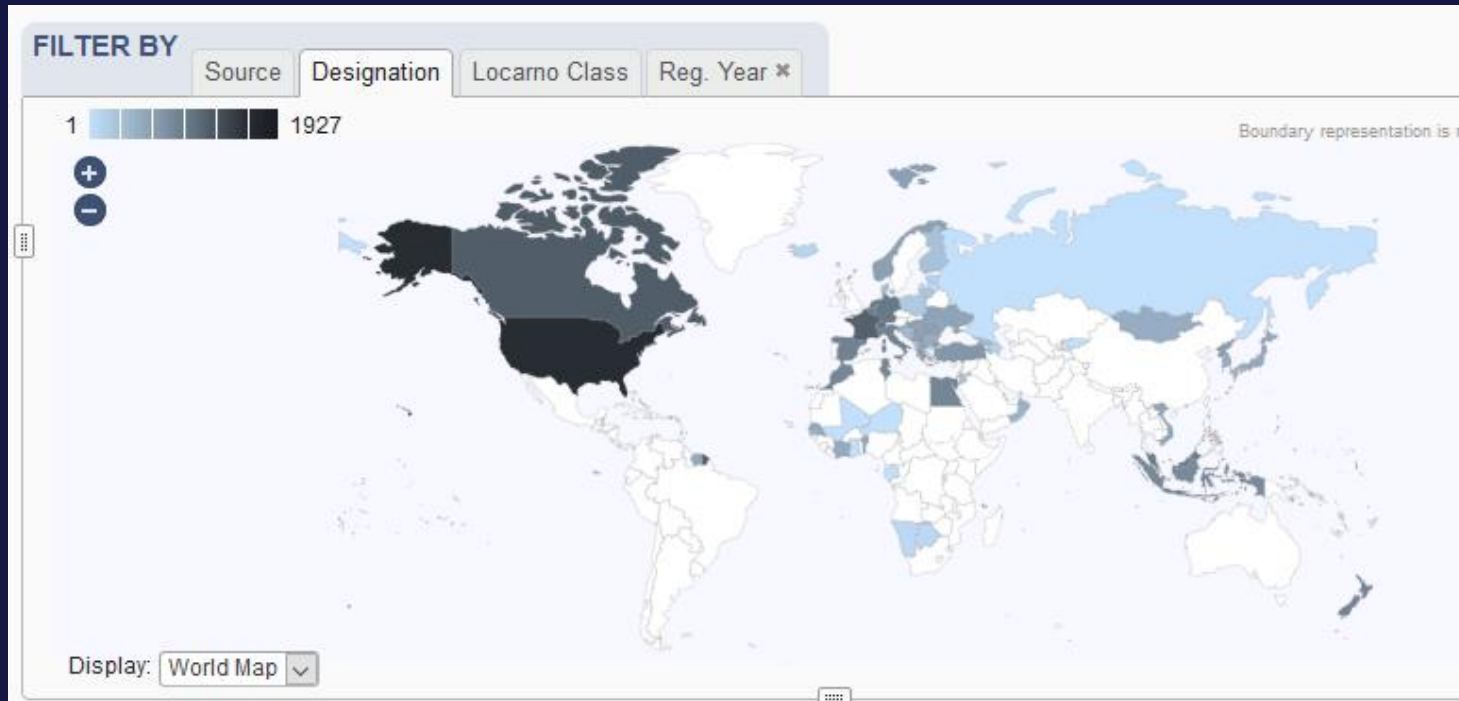 FILTER BY
Source Designation Locarno Class Reg. Year ✖
1 1927
Boundary representation is
+
−
Display: World Map